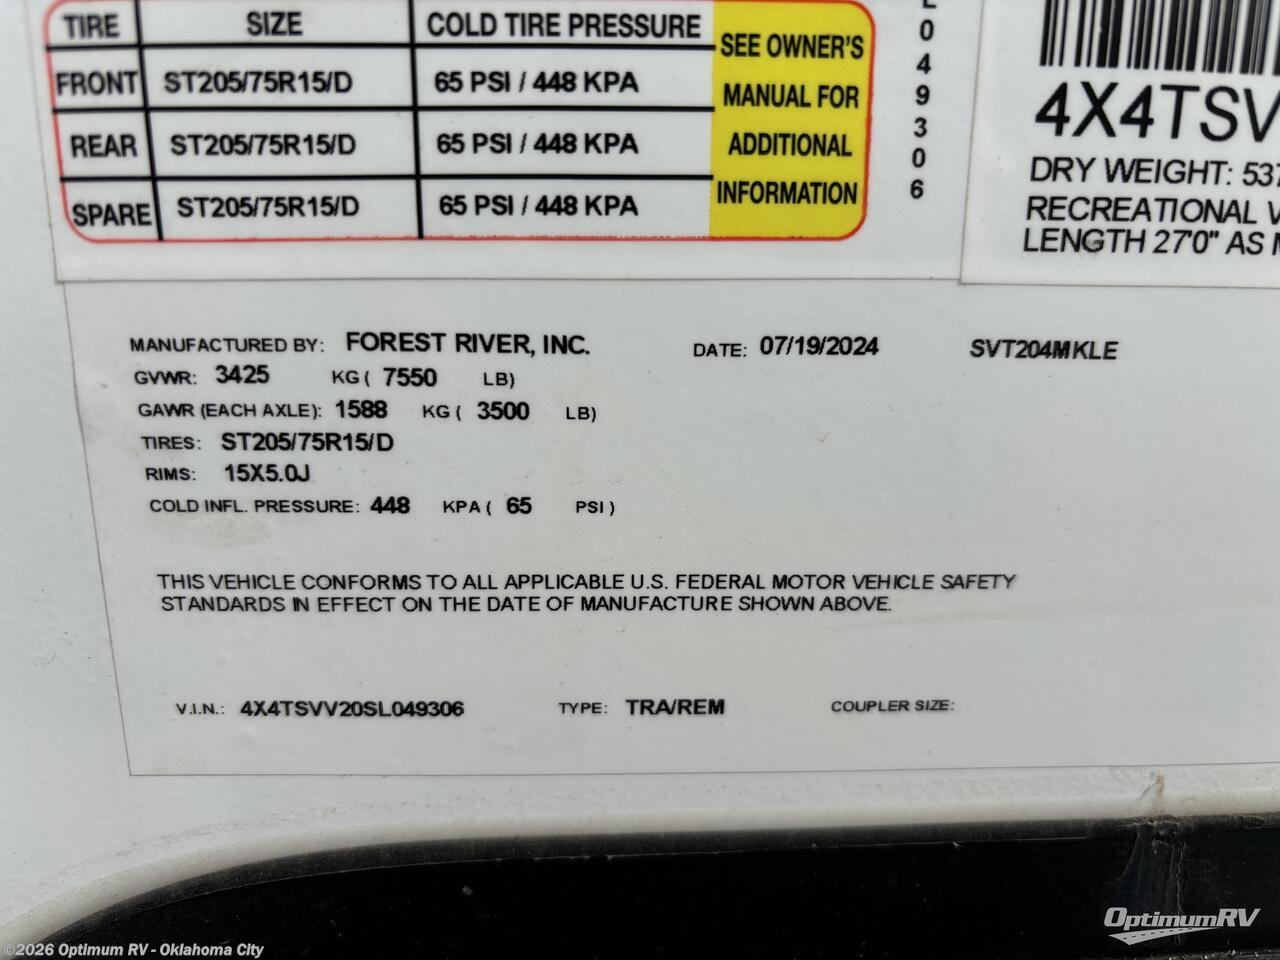 TIRE SIZE COLD TIRE PRESSURE
FRONT ST205/75R15/D 65 PSI / 448 KPA
REAR ST205/75R15/D 65 PSI / 448 KPA
SPARE ST205/75R15/D 65 PSI / 448 KPA
SEE OWNER'S
MANUAL FOR
ADDITIONAL
INFORMATION
L
0
4
9
3
0
6
4X4TSV
DRY WEIGHT: 537
RECREATIONAL V
LENGTH 27'0" AS M
MANUFACTURED BY: FOREST RIVER, INC. DATE: 07/19/2024 SVT204MKLE
GVWR: 3425 KG ( 7550 LB)
GAWR (EACH AXLE): 1588 KG ( 3500 LB)
TIRES: ST205/75R15/D
RIMS: 15X5.0J
COLD INFL. PRESSURE: 448 KPA ( 65 PSI )
THIS VEHICLE CONFORMS TO ALL APPLICABLE U.S. FEDERAL MOTOR VEHICLE SAFETY
STANDARDS IN EFFECT ON THE DATE OF MANUFACTURE SHOWN ABOVE.
V.I.N.: 4X4TSVV20SL049306 TYPE: TRA/REM COUPLER SIZE:
OptimumRV
©2026 Optimum RV - Oklahoma City